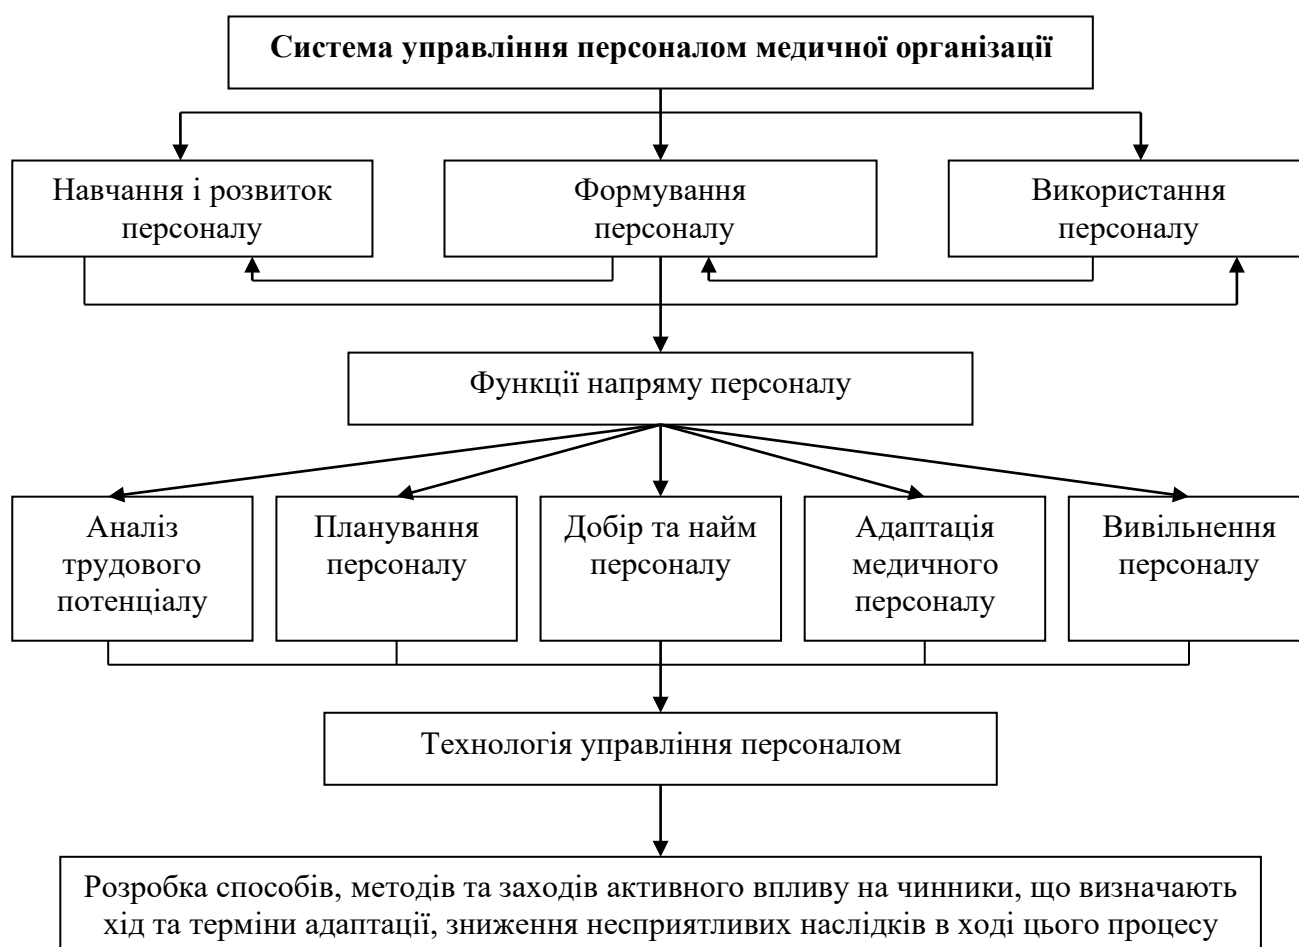 Система управління персоналом медичної організації
Навчання і розвиток
персоналу
Формування
персоналу
Використання
персоналу
Функції напряму персоналу
Аналіз
трудового
потенціалу
Планування
персоналу
Добір та найм
персоналу
Адаптація
медичного
персоналу
Вивільнення
персоналу
Технологія управління персоналом
Розробка способів, методів та заходів активного впливу на чинники, що визначають
хід та терміни адаптації, зниження несприятливих наслідків в ході цього процесу